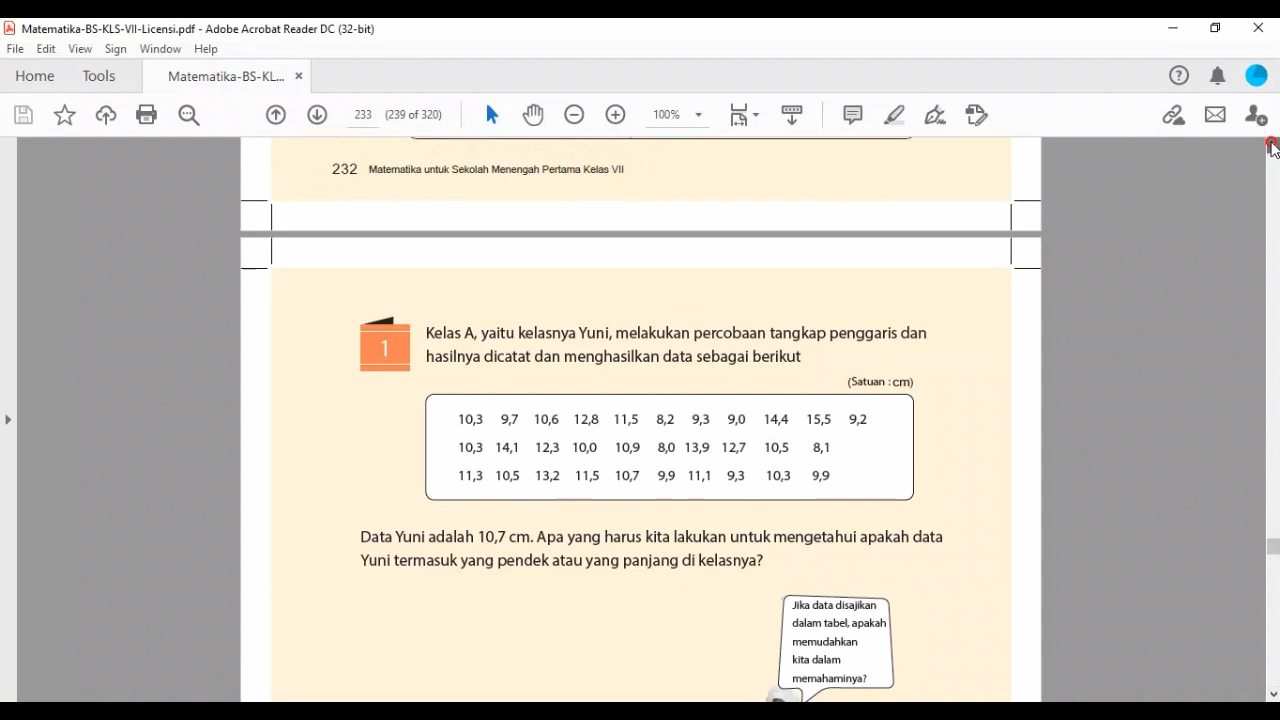 Matematika-BS-KLS-VII-Licensi.pdf - Adobe Acrobat Reader DC (32-bit)
File Edit View Sign Window Help
Home Tools Matematika-BS-KL... ×
233 (239 of 320) 100%
232 Matematika untuk Sekolah Menengah Pertama Kelas VII
1
Kelas A, yaitu kelasnya Yuni, melakukan percobaan tangkap penggaris dan
hasilnya dicatat dan menghasilkan data sebagai berikut
(Satuan : cm)
10,3 9,7 10,6 12,8 11,5 8,2 9,3 9,0 14,4 15,5 9,2
10,3 14,1 12,3 10,0 10,9 8,0 13,9 12,7 10,5 8,1
11,3 10,5 13,2 11,5 10,7 9,9 11,1 9,3 10,3 9,9
Data Yuni adalah 10,7 cm. Apa yang harus kita lakukan untuk mengetahui apakah data
Yuni termasuk yang pendek atau yang panjang di kelasnya?
Jika data disajikan
dalam tabel, apakah
memudahkan
kita dalam
memahaminya?